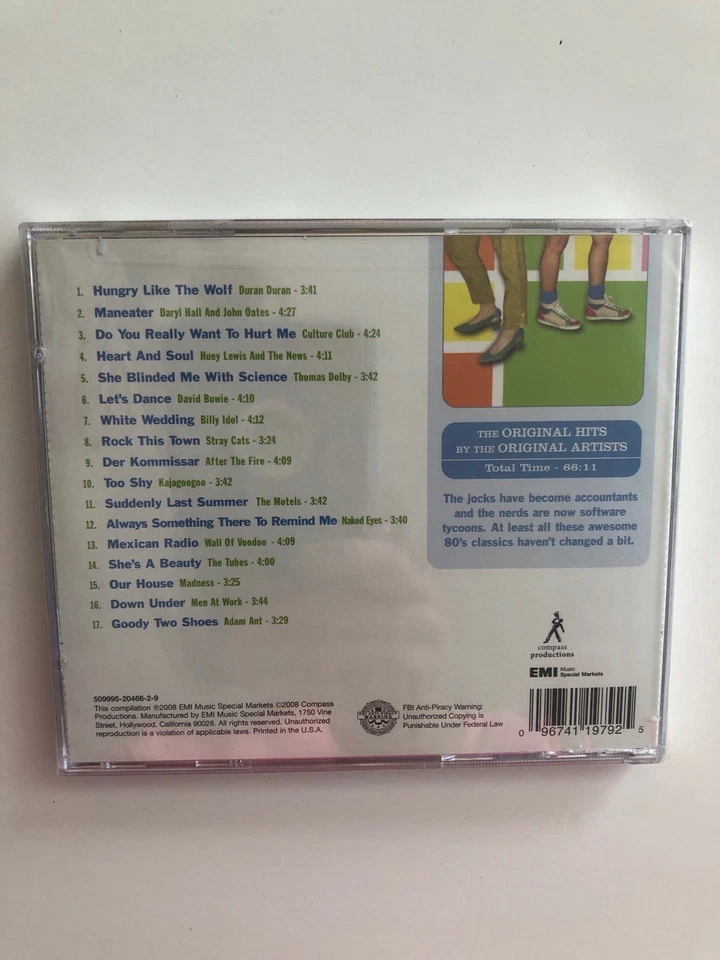 1. Hungry Like The Wolf Duran Duran - 3:41
2. Maneater Daryl Hall And John Oates - 4:27
3. Do You Really Want To Hurt Me Culture Club - 4:24
4. Heart And Soul Huey Lewis And The News - 4:11
5. She Blinded Me With Science Thomas Dolby - 3:42
6. Let's Dance David Bowie - 4:10
7. White Wedding Billy Idol - 4:12
8. Rock This Town Stray Cats - 3:24
9. Der Kommissar After The Fire - 4:09
10. Too Shy Kajagoogoo - 3:42
11. Suddenly Last Summer The Motels - 3:42
12. Always Something There To Remind Me Naked Eyes - 3:40
13. Mexican Radio Wall Of Voodoo - 4:09
14. She's A Beauty The Tubes - 4:00
15. Our House Madness - 3:25
16. Down Under Men At Work - 3:44
17. Goody Two Shoes Adam Ant - 3:29
THE ORIGINAL HITS
BY THE ORIGINAL ARTISTS
Total Time - 66:11
The jocks have become accountants
and the nerds are now software
tycoons. At least all these awesome
80's classics haven't changed a bit.
compass
productions
EMI Music
Special Markets
509995-20466-2-9
This compilation ℗2008 EMI Music Special Markets ©2008 Compass
Productions. Manufactured by EMI Music Special Markets, 1750 Vine
Street, Hollywood, California 90028. All rights reserved. Unauthorized
reproduction is a violation of applicable laws. Printed in the U.S.A.
FBI Anti-Piracy Warning:
Unauthorized Copying is
Punishable Under Federal Law
0 96741 19792 5